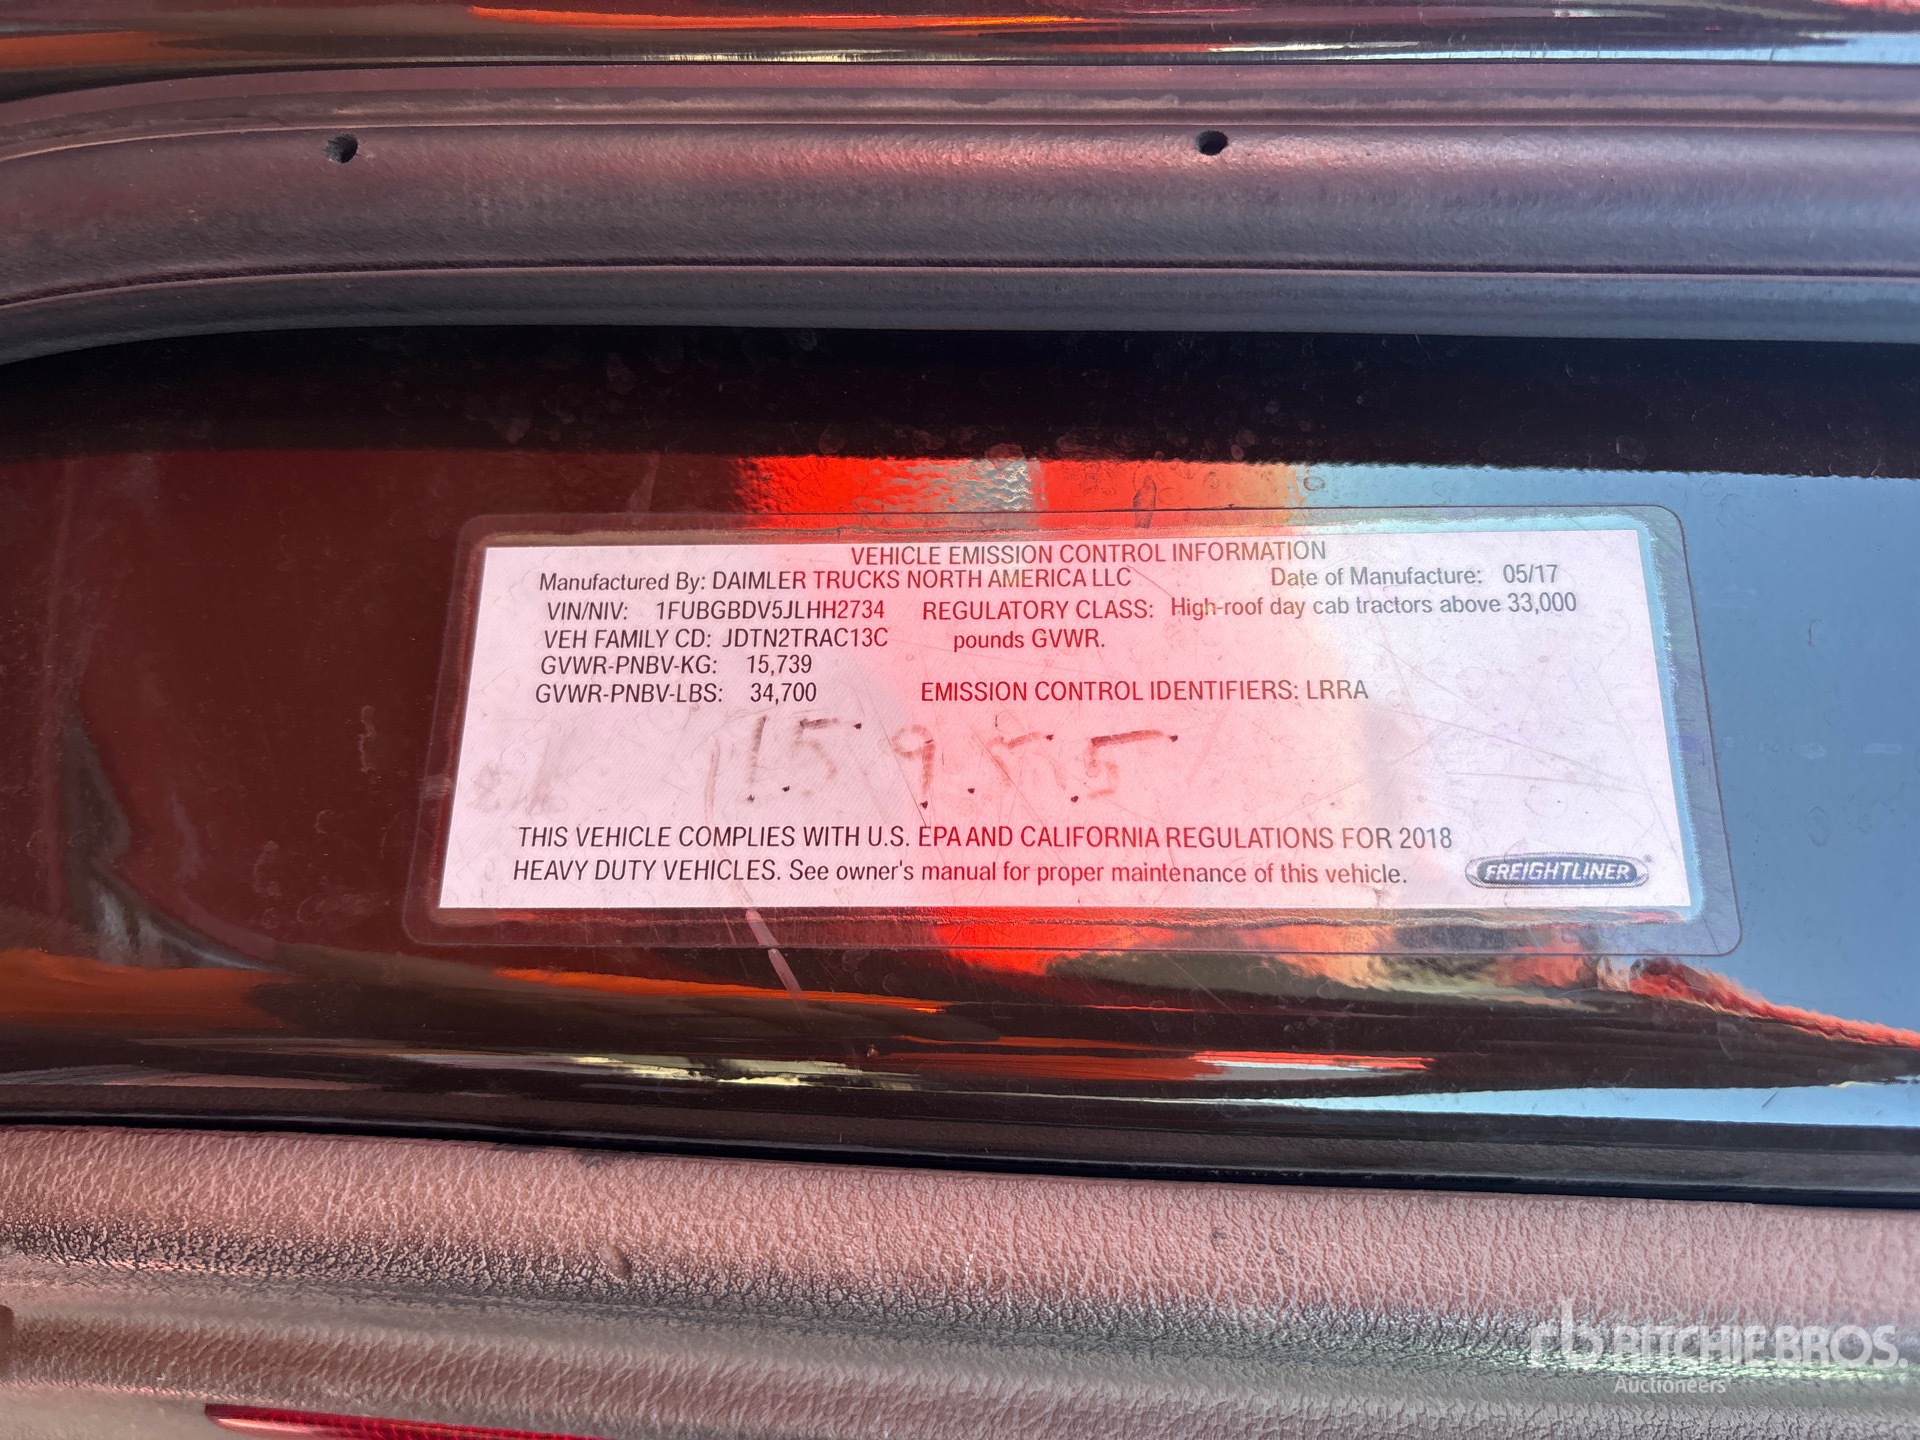 VEHICLE EMISSION CONTROL INFORMATION
Manufactured By: DAIMLER TRUCKS NORTH AMERICA LLC Date of Manufacture: 05/17
VIN/NIV: 1FUBGBDV5JLHH2734 REGULATORY CLASS: High-roof day cab tractors above 33,000
VEH FAMILY CD: JDTN2TRAC13C pounds GVWR.
GVWR-PNBV-KG: 15,739
GVWR-PNBV-LBS: 34,700 EMISSION CONTROL IDENTIFIERS: LRRA
THIS VEHICLE COMPLIES WITH U.S. EPA AND CALIFORNIA REGULATIONS FOR 2018
HEAVY DUTY VEHICLES. See owner's manual for proper maintenance of this vehicle.
FREIGHTLINER
rb RITCHIE BROS.
Auctioneers